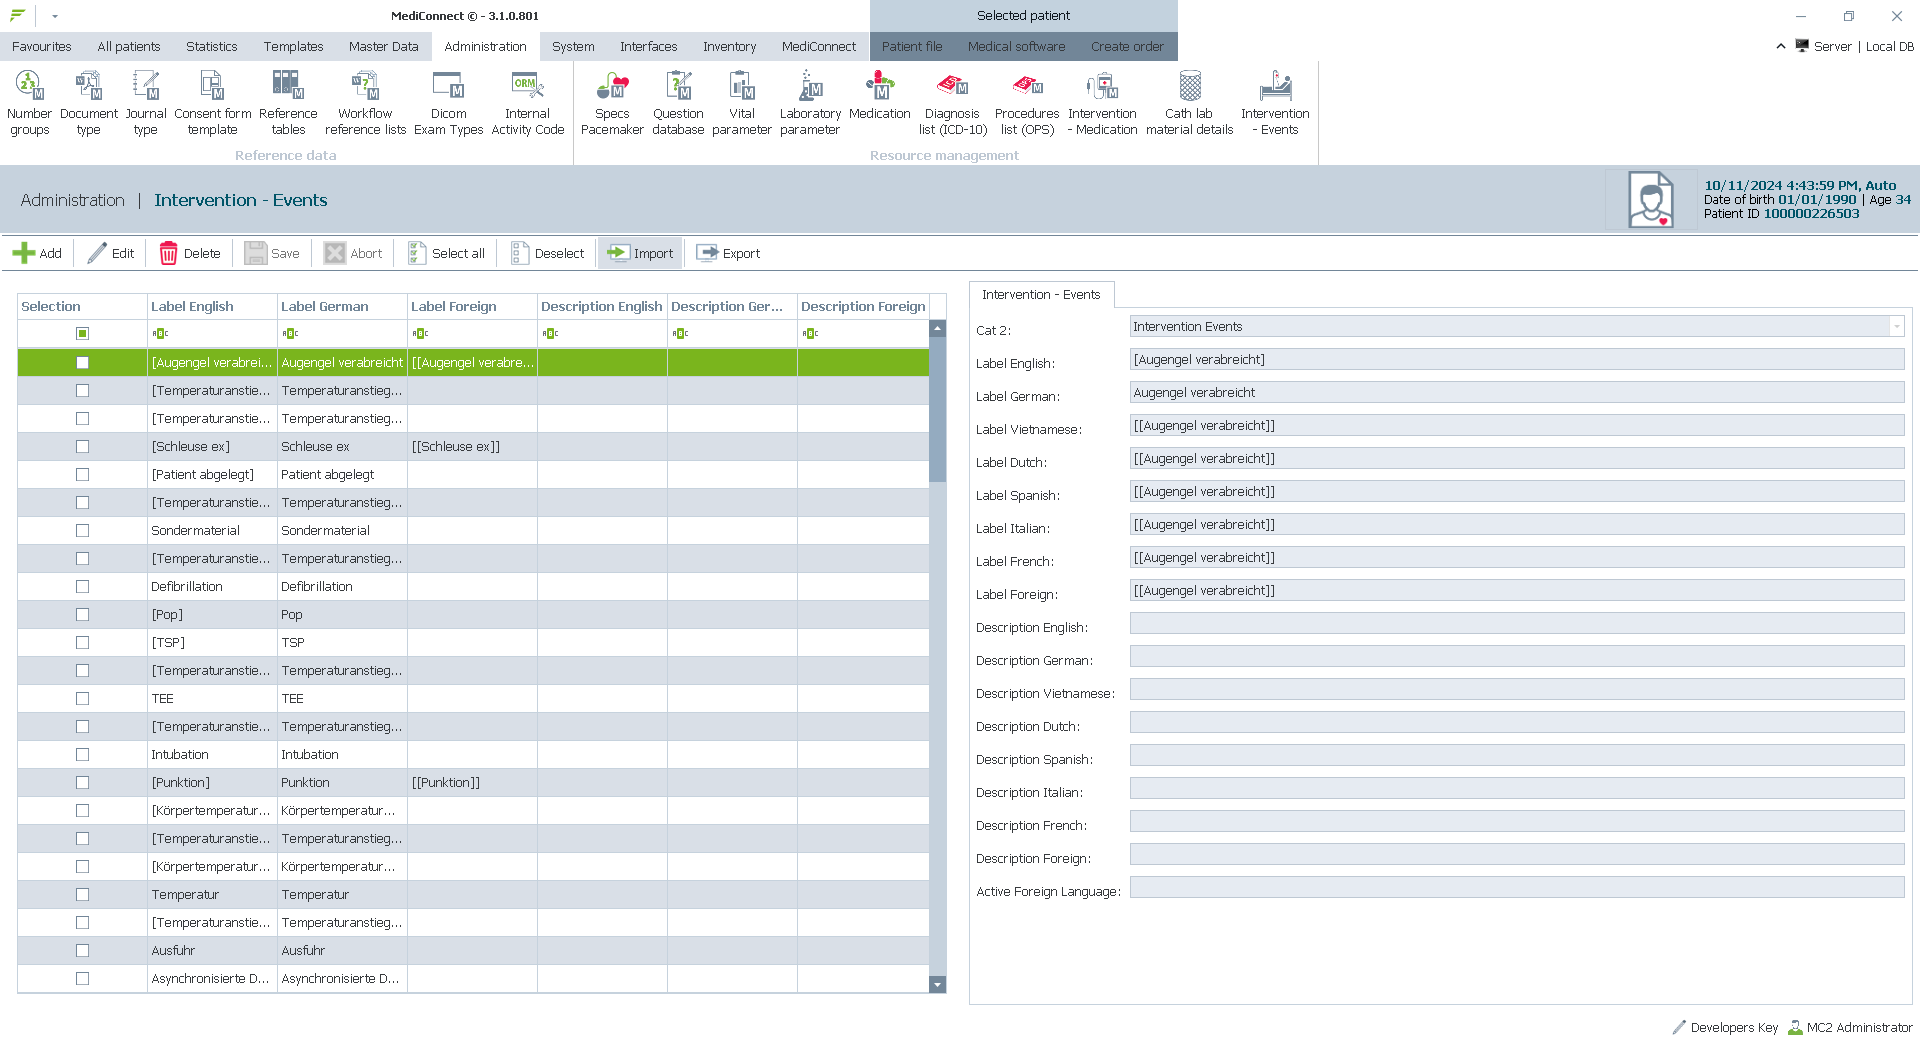 MediConnect © - 3.1.0.801
Selected patient
Favourites All patients Statistics Templates Master Data Administration System Interfaces Inventory MediConnect Patient file Medical software Create order
Server | Local DB
Number groups
Document type
Journal type
Consent form template
Reference tables
Workflow reference lists
Dicom Exam Types
ORM
Internal Activity Code
Specs Pacemaker
Question database
Vital parameter
Laboratory parameter
Medication
Diagnosis list (ICD-10)
Procedures list (OPS)
Intervention - Medication
Cath lab material details
Intervention - Events
Reference data
Resource management
Administration | Intervention - Events
10/11/2024 4:43:59 PM, Auto
Date of birth 01/01/1990 | Age 34
Patient ID 100000226503
Add Edit Delete Save Abort Select all Deselect Import Export
Selection Label English Label German Label Foreign Description English Description Ger... Description Foreign
[Augengel verabrei... Augengel verabreicht [[Augengel verabre...
[Temperaturanstie... Temperaturanstieg...
[Temperaturanstie... Temperaturanstieg...
[Schleuse ex] Schleuse ex [[Schleuse ex]]
[Patient abgelegt] Patient abgelegt
[Temperaturanstie... Temperaturanstieg...
Sondermaterial Sondermaterial
[Temperaturanstie... Temperaturanstieg...
Defibrillation Defibrillation
[Pop] Pop
[TSP] TSP
[Temperaturanstie... Temperaturanstieg...
TEE TEE
[Temperaturanstie... Temperaturanstieg...
Intubation Intubation
[Punktion] Punktion [[Punktion]]
[Körpertemperatur... Körpertemperatur...
[Temperaturanstie... Temperaturanstieg...
[Körpertemperatur... Körpertemperatur...
Temperatur Temperatur
[Temperaturanstie... Temperaturanstieg...
Ausfuhr Ausfuhr
Asynchronisierte D... Asynchronisierte D...
Intervention - Events
Cat 2: Intervention Events
Label English: [Augengel verabreicht]
Label German: Augengel verabreicht
Label Vietnamese: [[Augengel verabreicht]]
Label Dutch: [[Augengel verabreicht]]
Label Spanish: [[Augengel verabreicht]]
Label Italian: [[Augengel verabreicht]]
Label French: [[Augengel verabreicht]]
Label Foreign: [[Augengel verabreicht]]
Description English:
Description German:
Description Vietnamese:
Description Dutch:
Description Spanish:
Description Italian:
Description French:
Description Foreign:
Active Foreign Language:
Developers Key MC2 Administrator